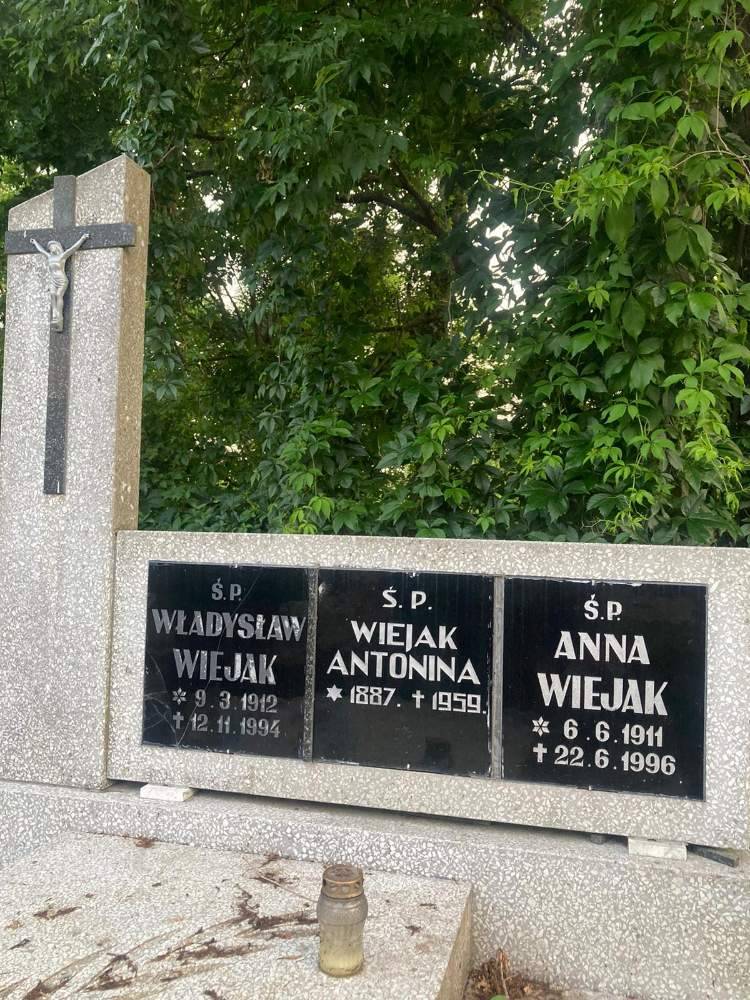 Ś.P.
WŁADYSŁAW
WIEJAK
✡ 9.3.1912
✝ 12.11.1994
Ś.P.
WIEJAK
ANTONINA
✶ 1887. ✝ 1959.
Ś.P.
ANNA
WIEJAK
✡ 6.6.1911
✝ 22.6.1996